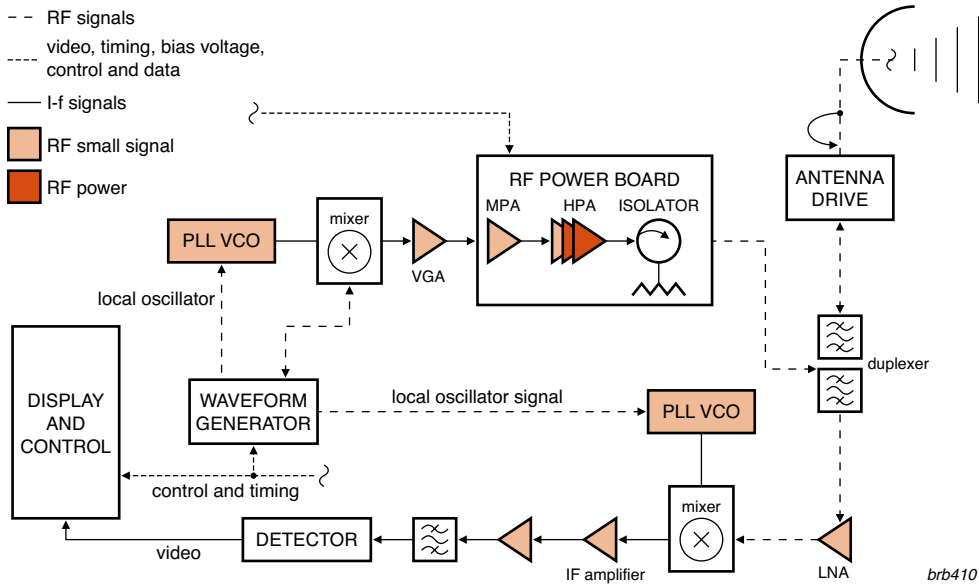 RF signals
video, timing, bias voltage,
control and data
I-f signals
RF small signal
RF power
RF POWER BOARD
MPA
HPA
ISOLATOR
ANTENNA
DRIVE
PLL VCO
mixer
VGA
local oscillator
duplexer
DISPLAY
AND
CONTROL
WAVEFORM
GENERATOR
local oscillator signal
PLL VCO
control and timing
mixer
DETECTOR
video
IF amplifier
LNA
brb410